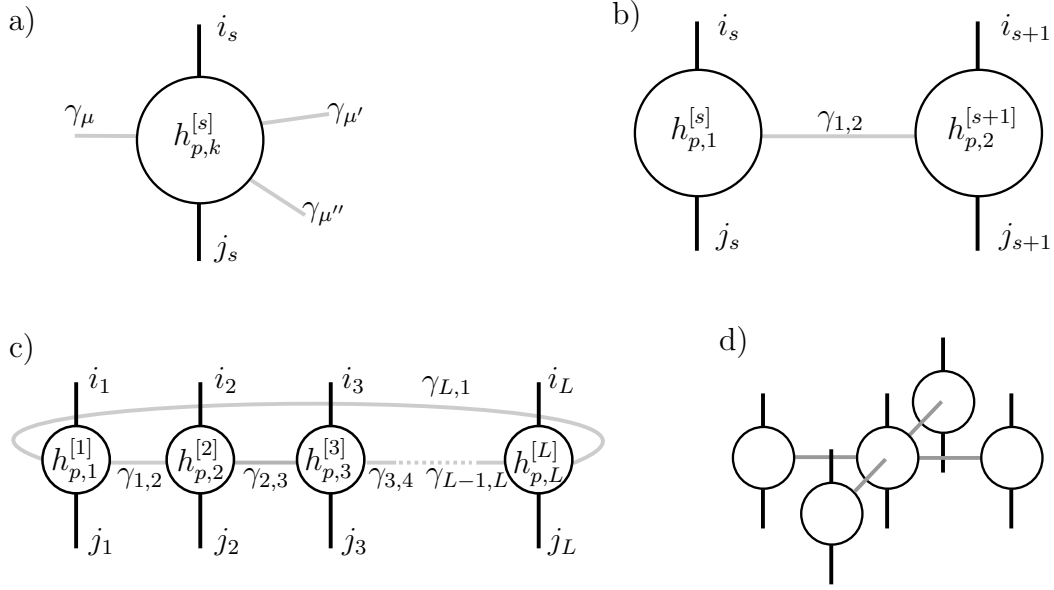 a)
i_s
γ_μ
h_{p,k}^{[s]}
γ_{μ'}
γ_{μ''}
j_s
b)
i_s
i_{s+1}
h_{p,1}^{[s]}
γ_{1,2}
h_{p,2}^{[s+1]}
j_s
j_{s+1}
c)
i_1
i_2
i_3
γ_{L,1}
i_L
h_{p,1}^{[1]}
γ_{1,2}
h_{p,2}^{[2]}
γ_{2,3}
h_{p,3}^{[3]}
γ_{3,4}
γ_{L-1,L}
h_{p,L}^{[L]}
j_1
j_2
j_3
j_L
d)